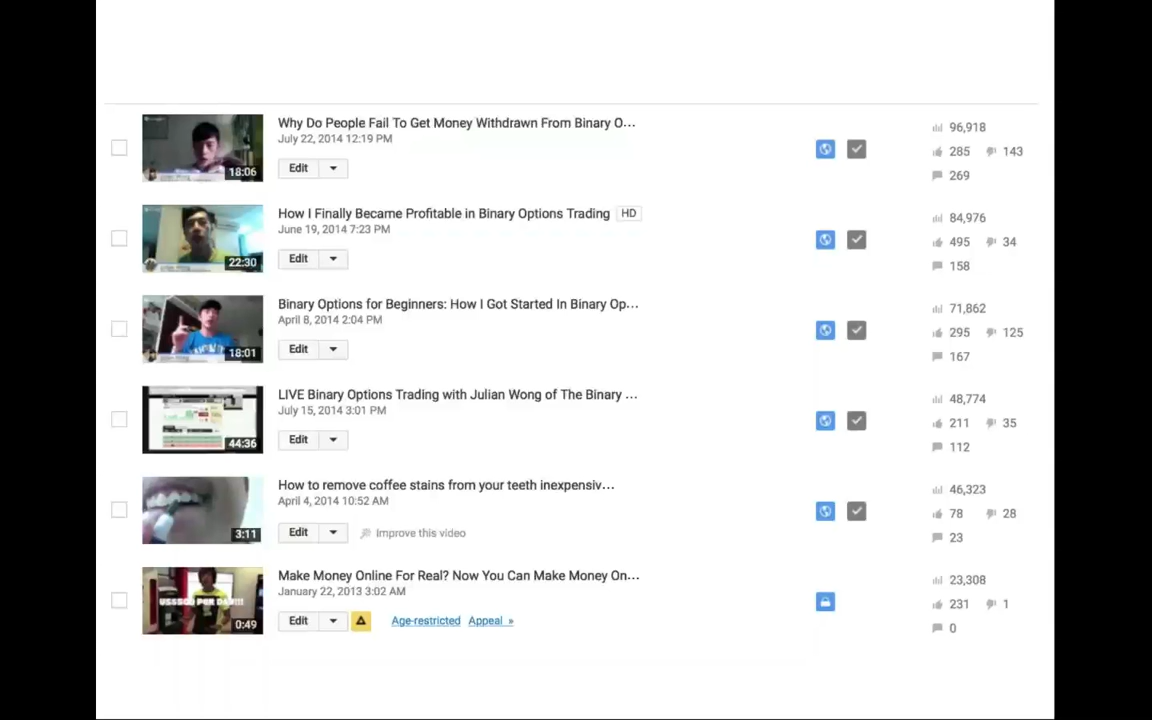 Why Do People Fail To Get Money Withdrawn From Binary O...
July 22, 2014 12:19 PM
Edit
18:06
96,918
285 143
269
How I Finally Became Profitable in Binary Options Trading HD
June 19, 2014 7:23 PM
Edit
22:30
84,976
495 34
158
Binary Options for Beginners: How I Got Started In Binary Op...
April 8, 2014 2:04 PM
Edit
18:01
71,862
295 125
167
LIVE Binary Options Trading with Julian Wong of The Binary ...
July 15, 2014 3:01 PM
Edit
44:36
48,774
211 35
112
How to remove coffee stains from your teeth inexpensiv...
April 4, 2014 10:52 AM
Edit Improve this video
3:11
46,323
78 28
23
Make Money Online For Real? Now You Can Make Money On...
January 22, 2013 3:02 AM
US$500 PER DAY!!!
Edit Age-restricted Appeal »
0:49
23,308
231 1
0